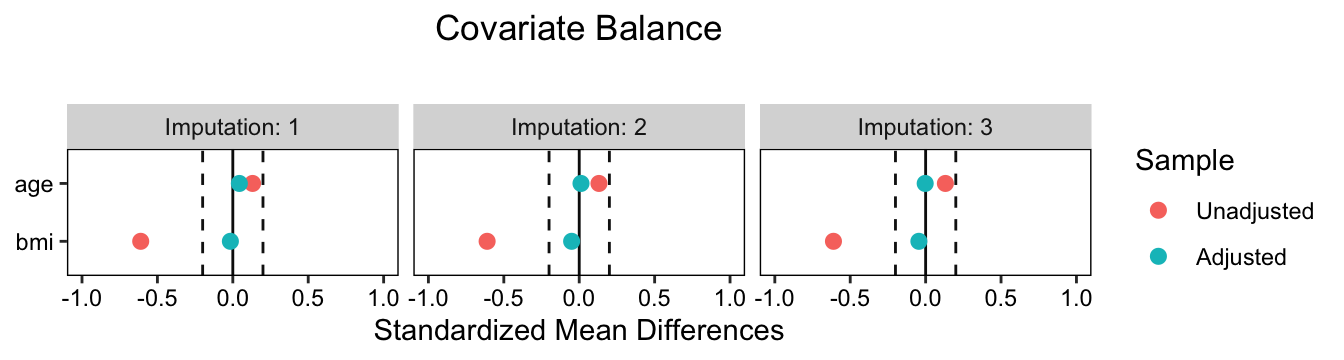 Covariate Balance
Imputation: 1
Imputation: 2
Imputation: 3
age
bmi
-1.0 -0.5 0.0 0.5 1.0
-1.0 -0.5 0.0 0.5 1.0
-1.0 -0.5 0.0 0.5 1.0
Standardized Mean Differences
Sample
Unadjusted
Adjusted